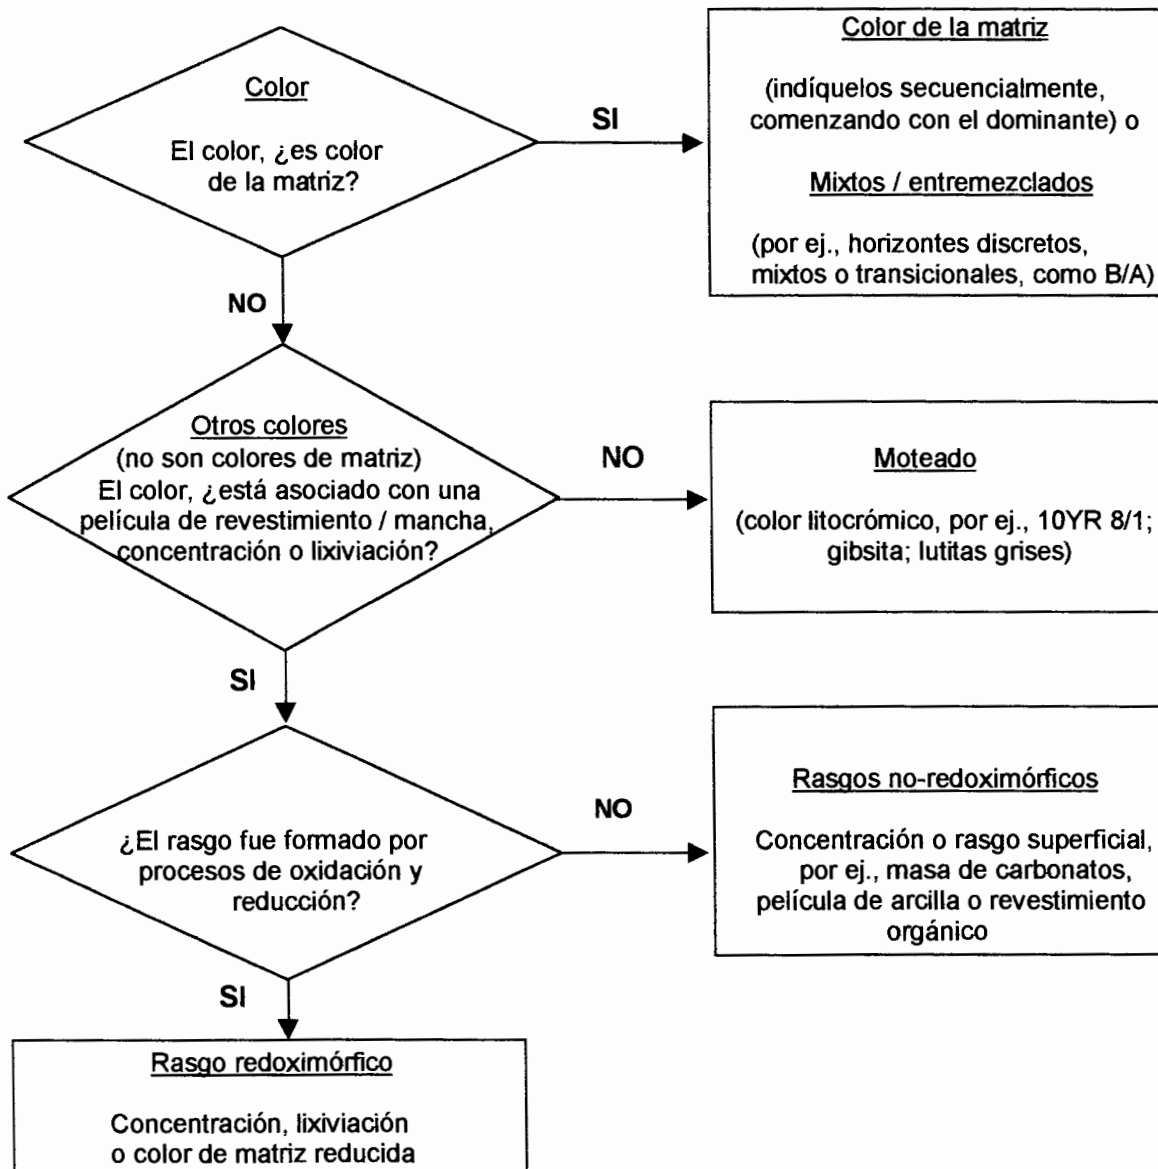 Color
El color, ¿es color
de la matriz?
SI
Color de la matriz
(indíquelos secuencialmente,
comenzando con el dominante) o
Mixtos / entremezclados
(por ej., horizontes discretos,
mixtos o transicionales, como B/A)
NO
Otros colores
(no son colores de matriz)
El color, ¿está asociado con una
película de revestimiento / mancha,
concentración o lixiviación?
NO
Moteado
(color litocrómico, por ej., 10YR 8/1;
gibsita; lutitas grises)
SI
¿El rasgo fue formado por
procesos de oxidación y
reducción?
NO
Rasgos no-redoximórficos
Concentración o rasgo superficial,
por ej., masa de carbonatos,
película de arcilla o revestimiento
orgánico
SI
Rasgo redoximórfico
Concentración, lixiviación
o color de matriz reducida